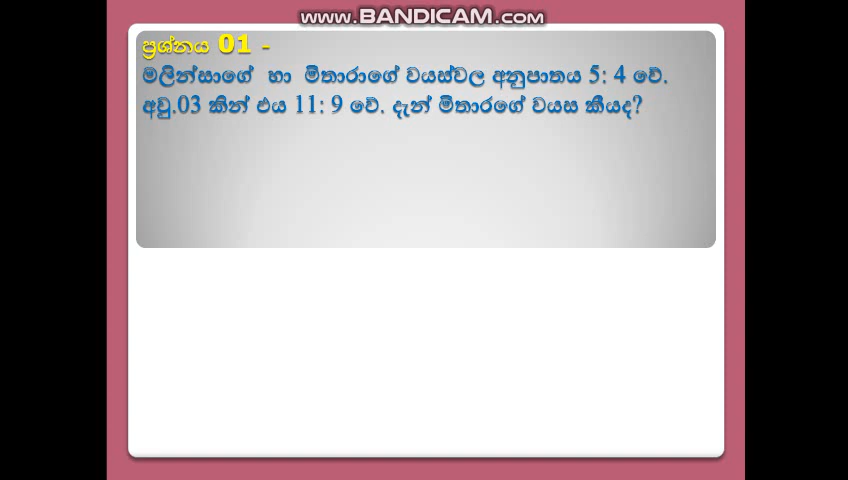 www.BANDICAM.com
ප්‍රශ්නය 01 -
මලින්සාගේ හා මිතාරාගේ වයස්වල අනුපාතය 5: 4 වේ.
අවු.03 කින් එය 11: 9 වේ. දැන් මිතාරගේ වයස කීයද?